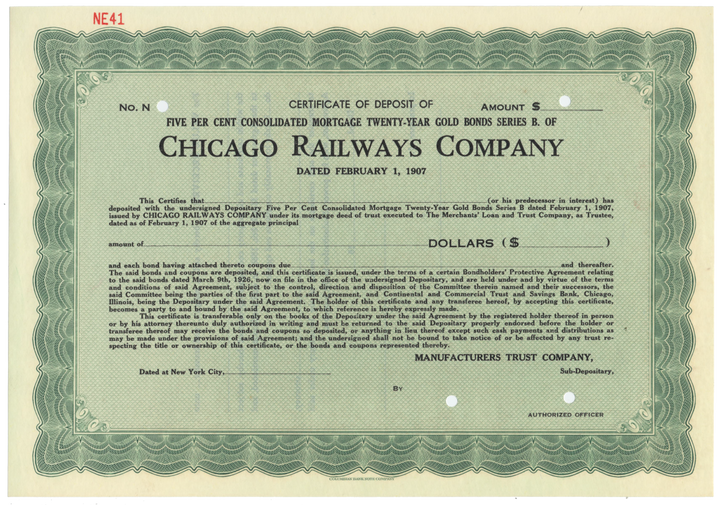 NE41
CERTIFICATE OF DEPOSIT OF
No. N
AMOUNT $
FIVE PER CENT CONSOLIDATED MORTGAGE TWENTY-YEAR GOLD BONDS SERIES B. OF
CHICAGO RAILWAYS COMPANY
DATED FEBRUARY 1, 1907
This Certifies that (or his predecessor in interest) has
deposited with the undersigned Depositary Five Per Cent Consolidated Mortgage Twenty-Year Gold Bonds Series B dated February 1, 1907,
issued by CHICAGO RAILWAYS COMPANY under its mortgage deed of trust executed to The Merchants' Loan and Trust Company, as Trustee,
dated as of February 1, 1907 of the aggregate principal
amount of DOLLARS ($ )
and each bond having attached thereto coupons due and thereafter.
The said bonds and coupons are deposited, and this certificate is issued, under the terms of a certain Bondholders' Protective Agreement relating
to the said bonds dated March 9th, 1926, now on file in the office of the undersigned Depositary, and are held under and by virtue of the terms
and conditions of said Agreement, subject to the control, direction and disposition of the Committee therein named and their successors, the
said Committee being the parties of the first part to the said Agreement, and Continental and Commercial Trust and Savings Bank, Chicago,
Illinois, being the Depositary under the said Agreement. The holder of this certificate and any transferee hereof, by accepting this certificate,
becomes a party to and bound by the said Agreement, to which reference is hereby expressly made.
This certificate is transferable only on the books of the Depositary under the said Agreement by the registered holder thereof in person
or by his attorney thereunto duly authorized in writing and must be returned to the said Depositary properly endorsed before the holder or
transferee thereof may receive the bonds and coupons so deposited, or anything in lieu thereof except such cash payments and distributions as
may be made under the provisions of said Agreement; and the undersigned shall not be bound to take notice of or be affected by any trust re-
specting the title or ownership of this certificate, or the bonds and coupons represented thereby.
MANUFACTURERS TRUST COMPANY,
Dated at New York City, Sub-Depositary,
BY
AUTHORIZED OFFICER
COLUMBIAN BANK NOTE COMPANY